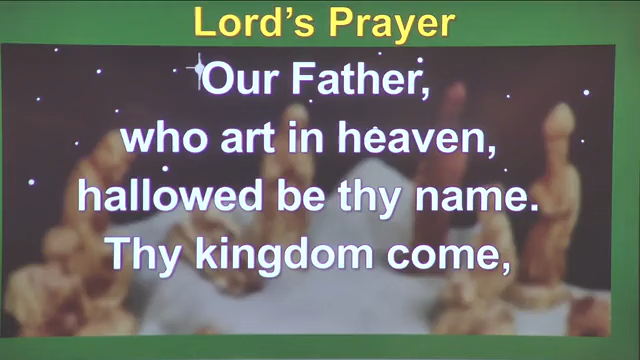 Lord's Prayer
Our Father,
who art in heaven,
hallowed be thy name.
Thy kingdom come,